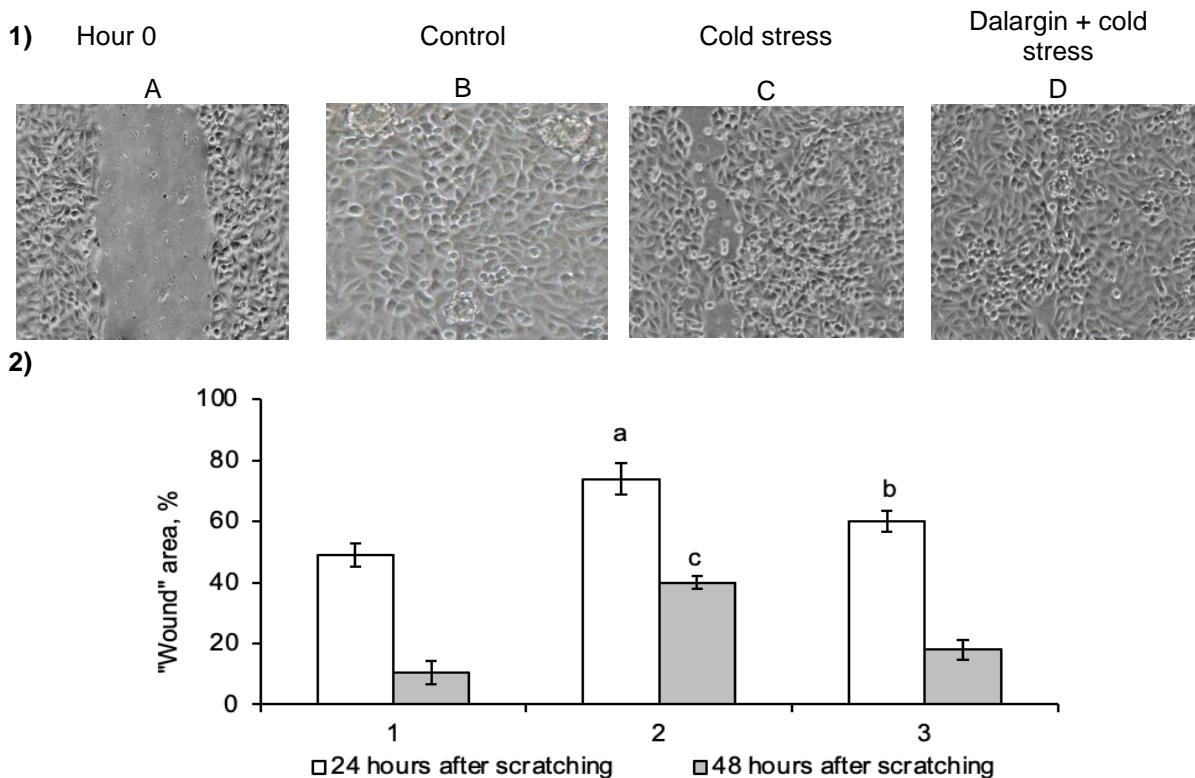 1) Hour 0 Control Cold stress Dalargin + cold
stress
A B C D
2)
100
80
60
40
20
0
"Wound" area, %
a
b
c
1 2 3
24 hours after scratching 48 hours after scratching